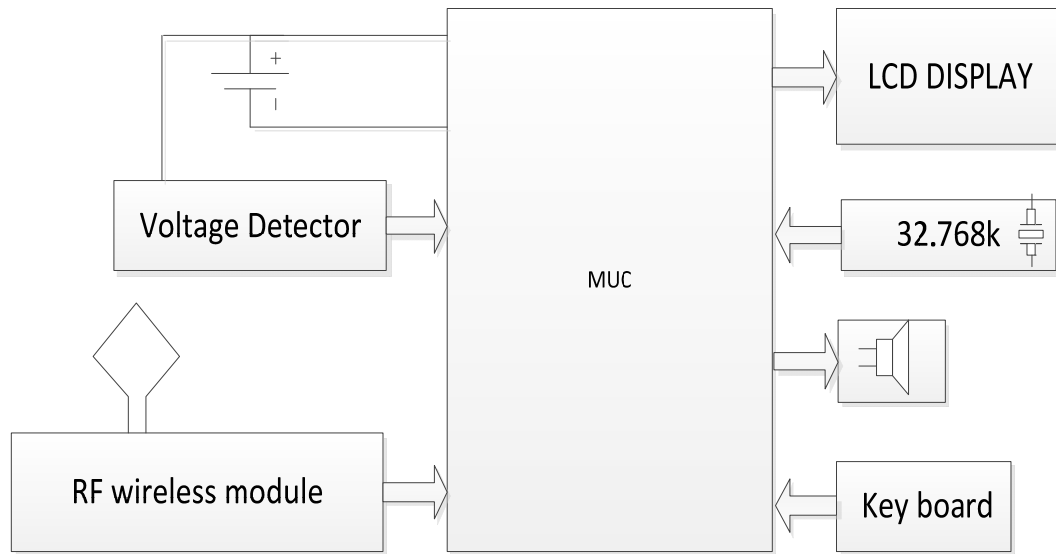 LCD DISPLAY
+
-
Voltage Detector
32.768k
MUC
RF wireless module
Key board